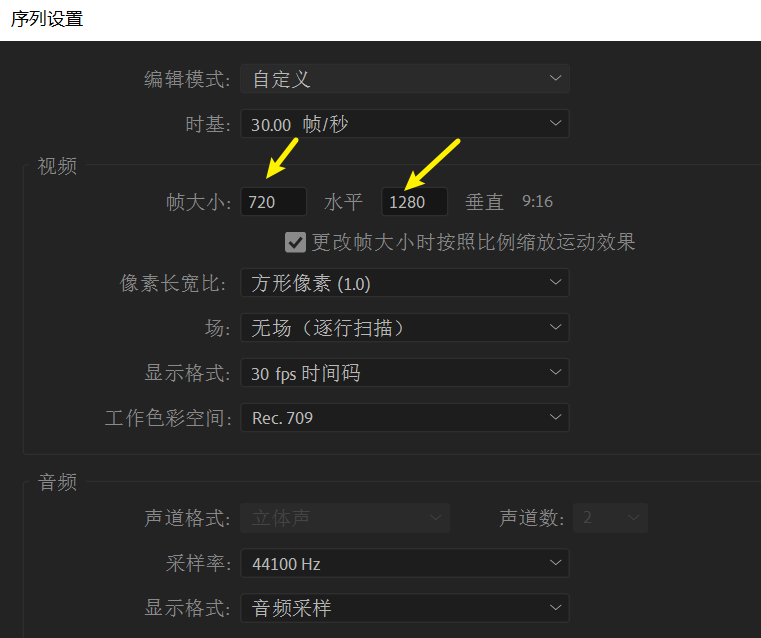 序列设置
编辑模式: 自定义
时基: 30.00 帧/秒
视频
帧大小: 720 水平 1280 垂直 9:16
更改帧大小时按照比例缩放运动效果
像素长宽比: 方形像素 (1.0)
场: 无场（逐行扫描）
显示格式: 30 fps 时间码
工作色彩空间: Rec. 709
音频
声道格式: 立体声 声道数: 2
采样率: 44100 Hz
显示格式: 音频采样